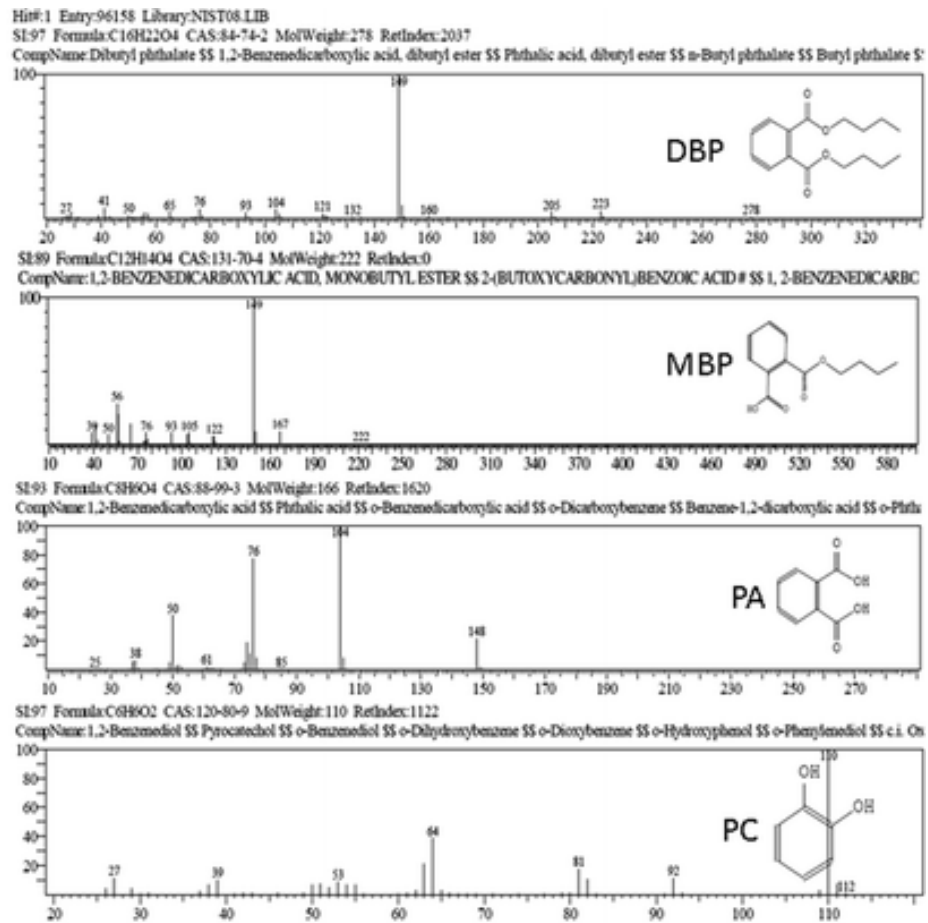 Hit#:1 Entry:96158 Library:NIST08.LIB
SI:97 Formula:C16H22O4 CAS:84-74-2 MolWeight:278 RetIndex:2037
CompName:Dibutyl phthalate $$ 1,2-Benzenedicarboxylic acid, dibutyl ester $$ Phthalic acid, dibutyl ester $$ n-Butyl phthalate $$ Butyl phthalate $
100
149
DBP
O
O
O
O
27 41 50 65 76 93 104 121 132 160 205 223 278
20 40 60 80 100 120 140 160 180 200 220 240 260 280 300 320
SI:89 Formula:C12H14O4 CAS:131-70-4 MolWeight:222 RetIndex:0
CompName:1,2-BENZENEDICARBOXYLIC ACID, MONOBUTYL ESTER $$ 2-(BUTOXYCARBONYL)BENZOIC ACID # $$ 1, 2-BENZENEDICARBC
100
149
MBP
O
O
HO
O
56
39 50 76 93 105 122 167 222
10 40 70 100 130 160 190 220 250 280 310 340 370 400 430 460 490 520 550 580
SI:93 Formula:C8H6O4 CAS:88-99-3 MolWeight:166 RetIndex:1620
CompName:1,2-Benzenedicarboxylic acid $$ Phthalic acid $$ o-Benzenedicarboxylic acid $$ o-Dicarboxybenzene $$ Benzene-1,2-dicarboxylic acid $$ o-Phtha
100
80
60
40
20
104
76
50
148
25 38 61 85
PA
O
OH
OH
O
10 30 50 70 90 110 130 150 170 190 210 230 250 270
SI:97 Formula:C6H6O2 CAS:120-80-9 MolWeight:110 RetIndex:1122
CompName:1,2-Benzenediol $$ Pyrocatechol $$ o-Benzenediol $$ o-Dihydroxybenzene $$ o-Dioxybenzene $$ o-Hydroxyphenol $$ o-Phenylenediol $$ c.i. Ox
100
80
60
40
20
110
OH
OH
PC
64
27 39 53 81 92 112
20 30 40 50 60 70 80 90 100 110